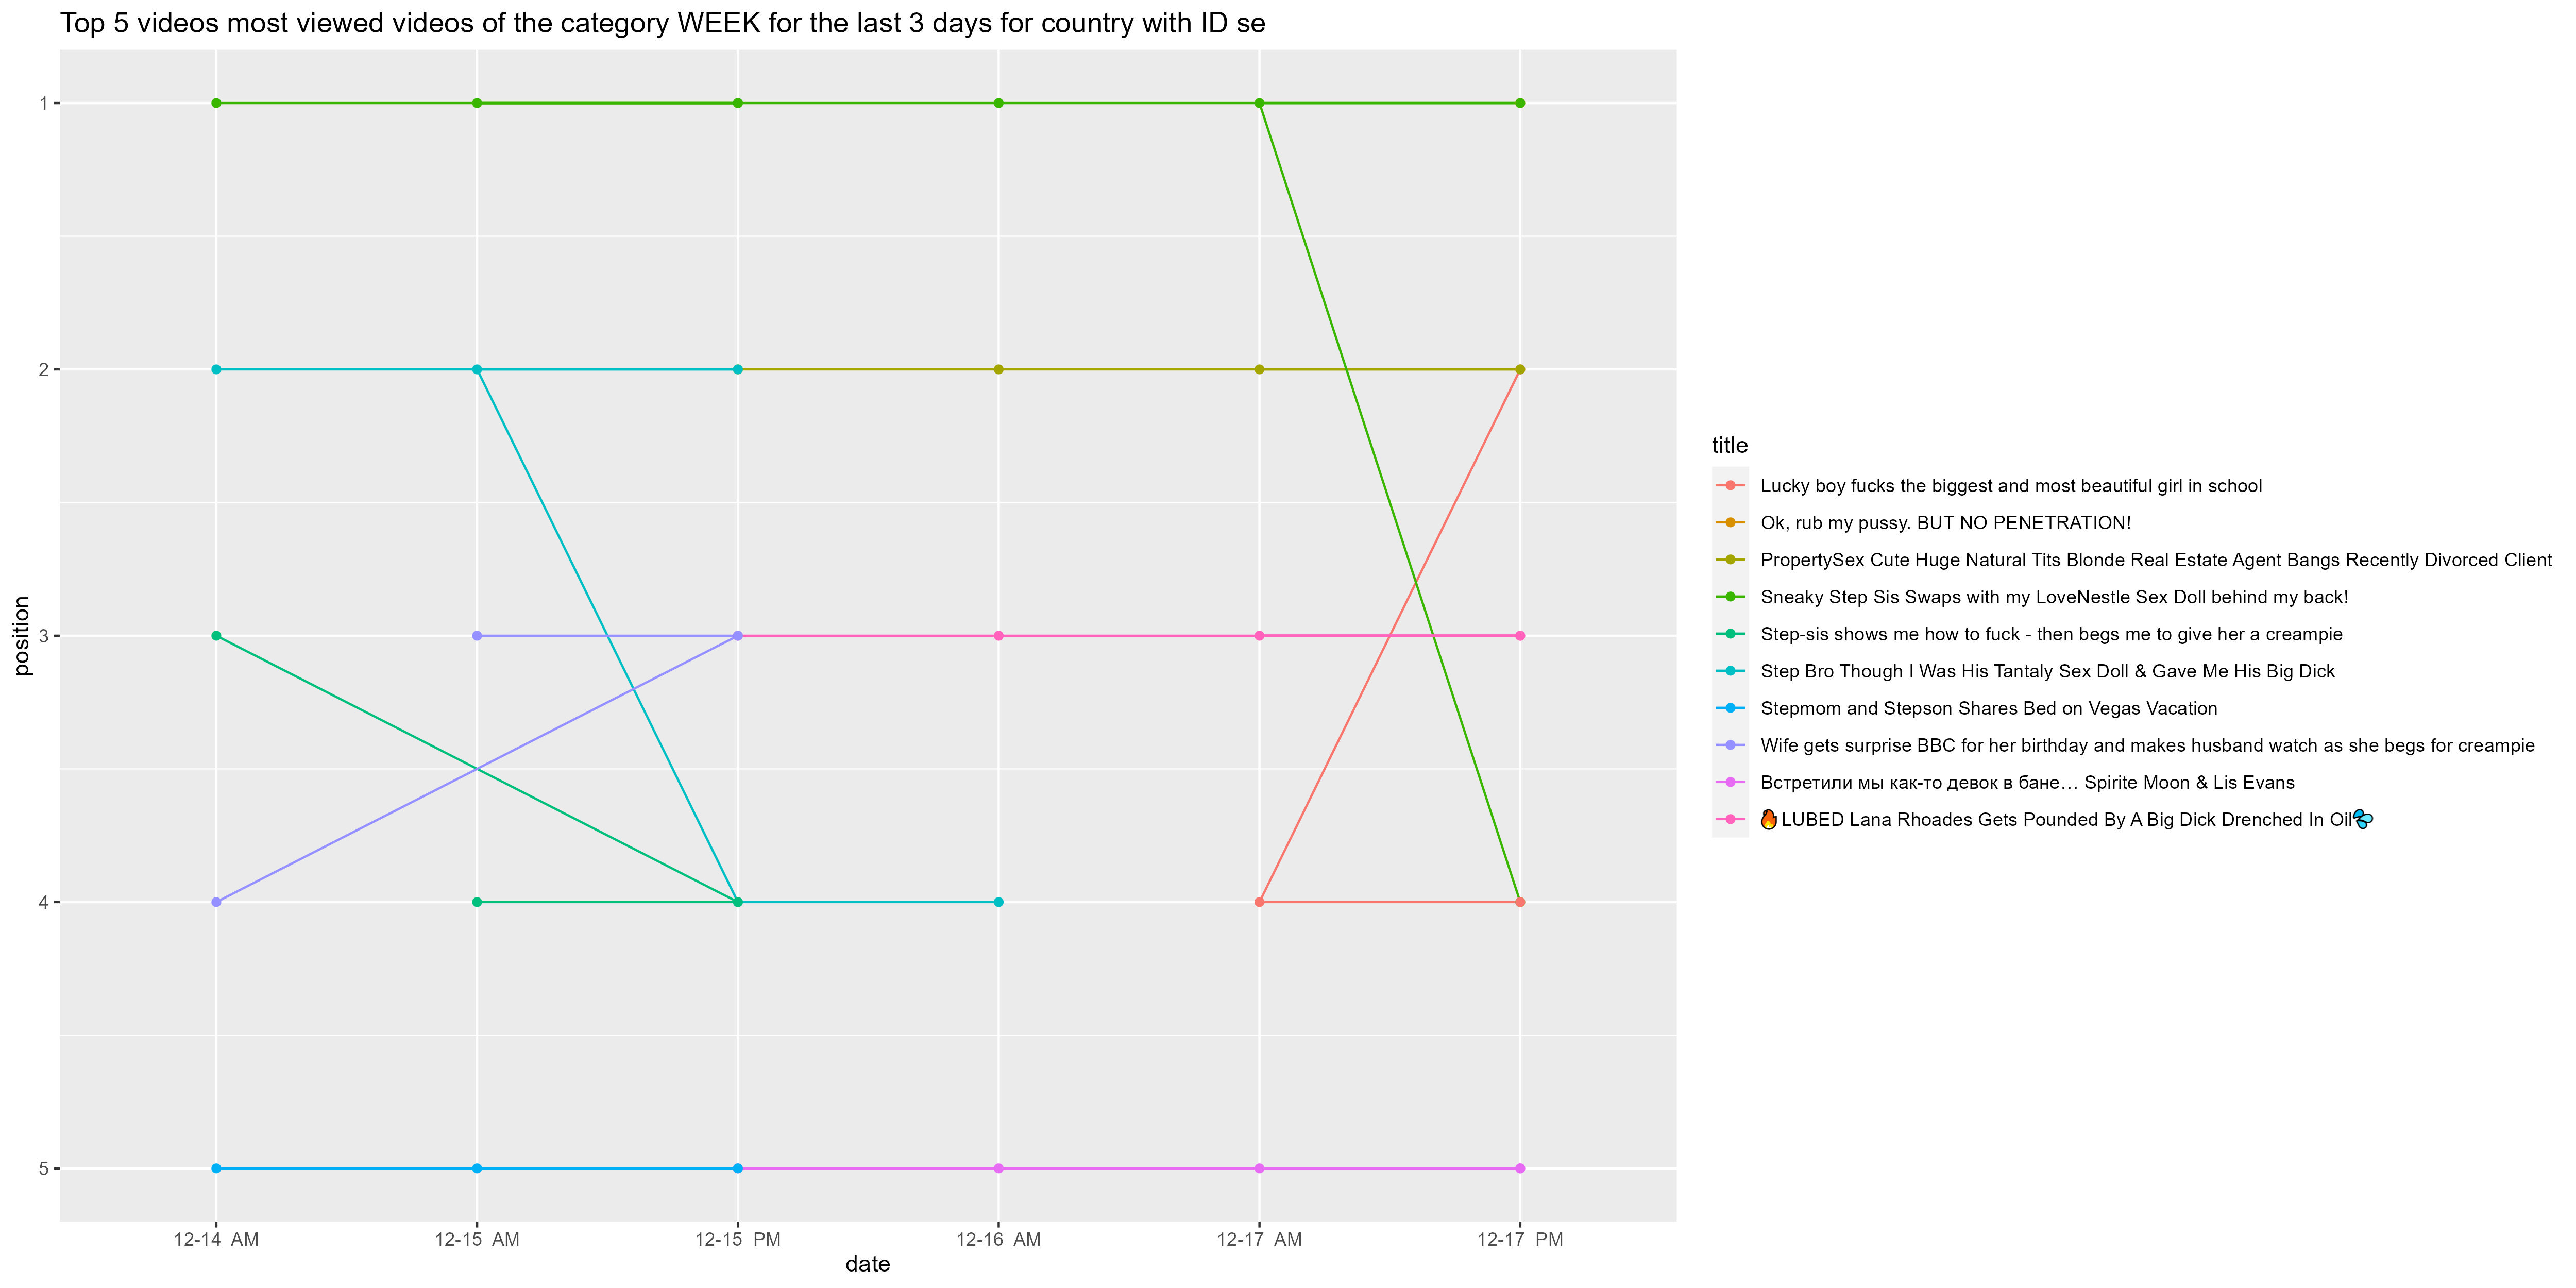 Top 5 videos most viewed videos of the category WEEK for the last 3 days for country with ID se
1
2
3
4
5
position
12-14 AM
12-15 AM
12-15 PM
12-16 AM
12-17 AM
12-17 PM
date
title
Lucky boy fucks the biggest and most beautiful girl in school
Ok, rub my pussy. BUT NO PENETRATION!
PropertySex Cute Huge Natural Tits Blonde Real Estate Agent Bangs Recently Divorced Client
Sneaky Step Sis Swaps with my LoveNestle Sex Doll behind my back!
Step-sis shows me how to fuck - then begs me to give her a creampie
Step Bro Though I Was His Tantaly Sex Doll & Gave Me His Big Dick
Stepmom and Stepson Shares Bed on Vegas Vacation
Wife gets surprise BBC for her birthday and makes husband watch as she begs for creampie
Встретили мы как-то девок в бане… Spirite Moon & Lis Evans
🔥LUBED Lana Rhoades Gets Pounded By A Big Dick Drenched In Oil💦